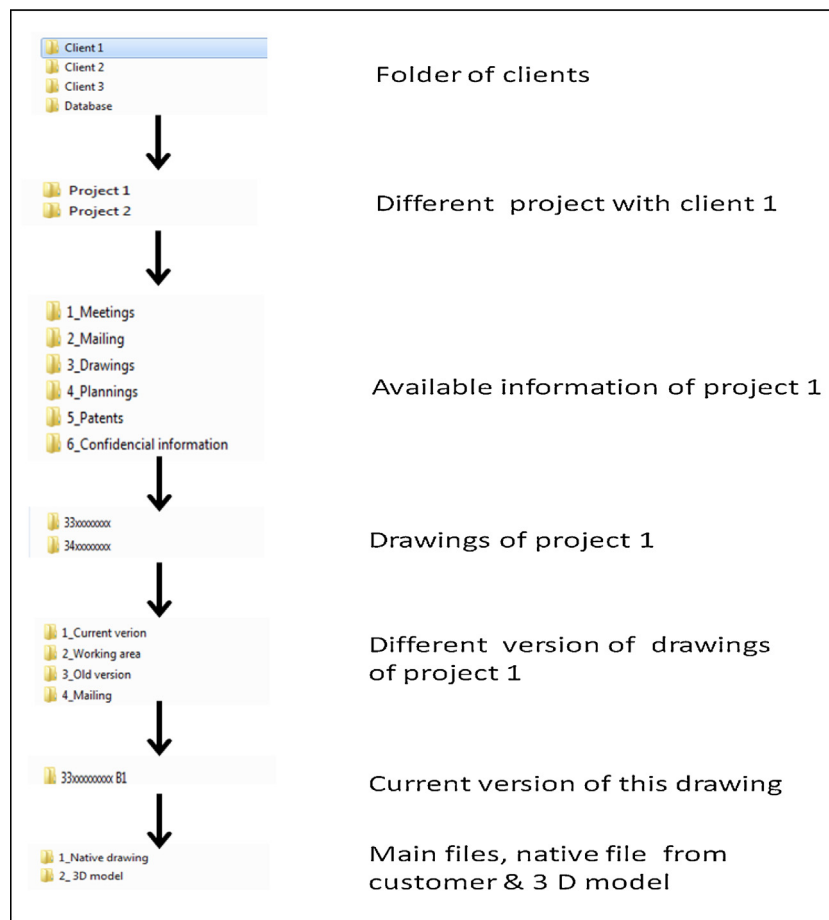 Client 1
Client 2
Client 3
Database
Folder of clients
Project 1
Project 2
Different project with client 1
1_Meetings
2_Mailing
3_Drawings
4_Plannings
5_Patents
6_Confidencial information
Available information of project 1
33xxxxxxxx
34xxxxxxxx
Drawings of project 1
1_Current verion
2_Working area
3_Old version
4_Mailing
Different version of drawings
of project 1
33xxxxxxxxx B1
Current version of this drawing
1_Native drawing
2_ 3D model
Main files, native file from
customer & 3 D model